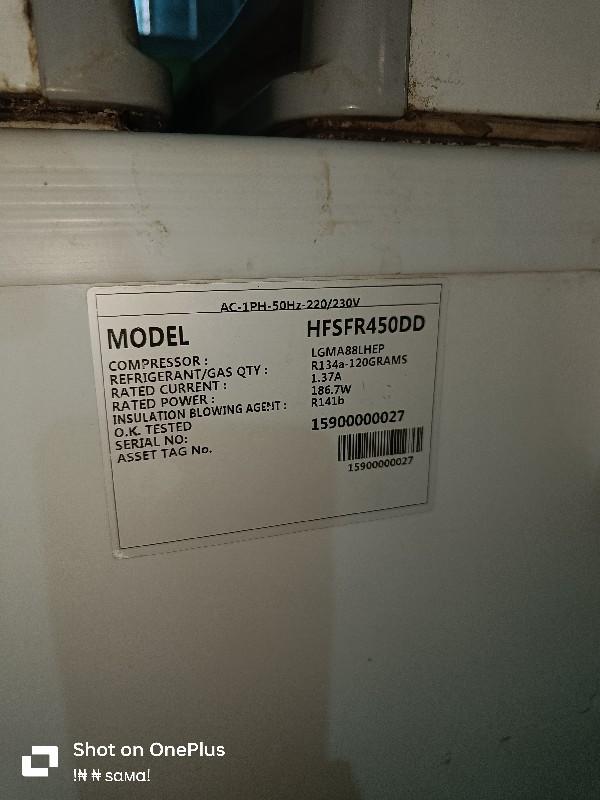 AC-1PH-50Hz-220/230V
MODEL HFSFR450DD
COMPRESSOR : LGMA88LHEP
REFRIGERANT/GAS QTY : R134a-120GRAMS
RATED CURRENT : 1.37A
RATED POWER : 186.7W
INSULATION BLOWING AGENT : R141b
O.K. TESTED
SERIAL NO: 15900000027
ASSET TAG No.
15900000027
Shot on OnePlus
!₦ ₦ ѕαмα!